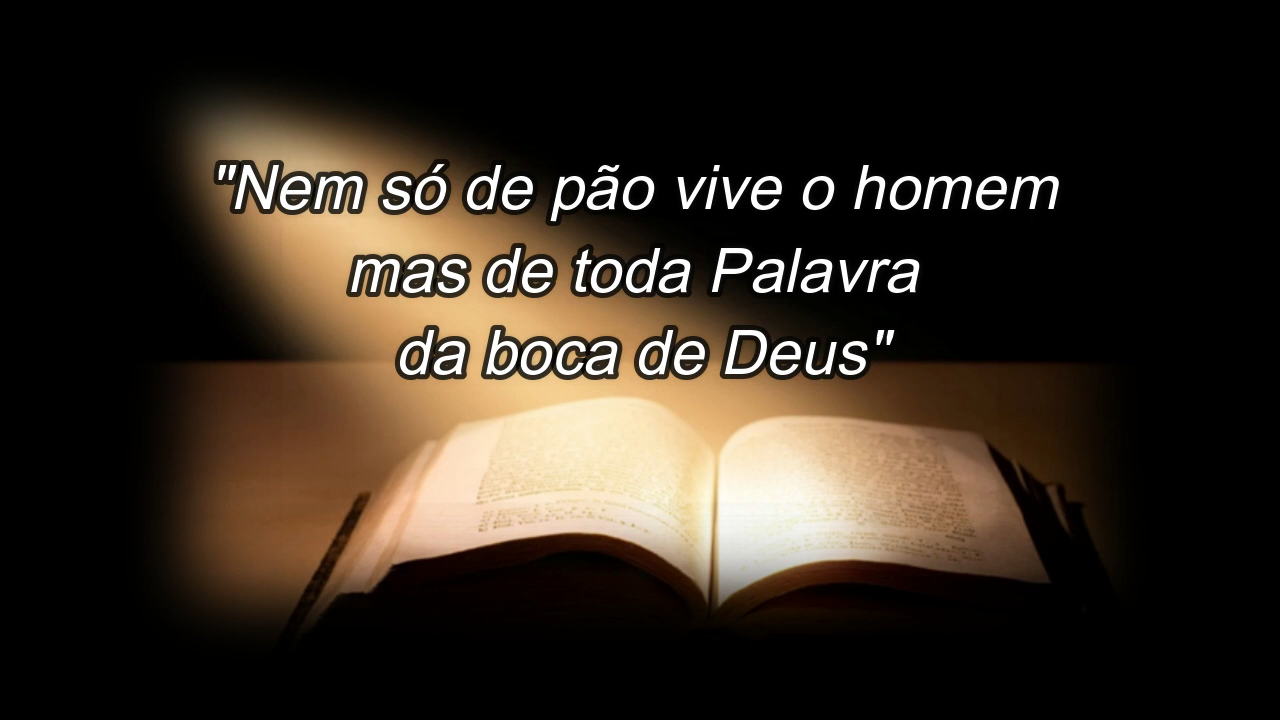 "Nem só de pão vive o homem
mas de toda Palavra
da boca de Deus"